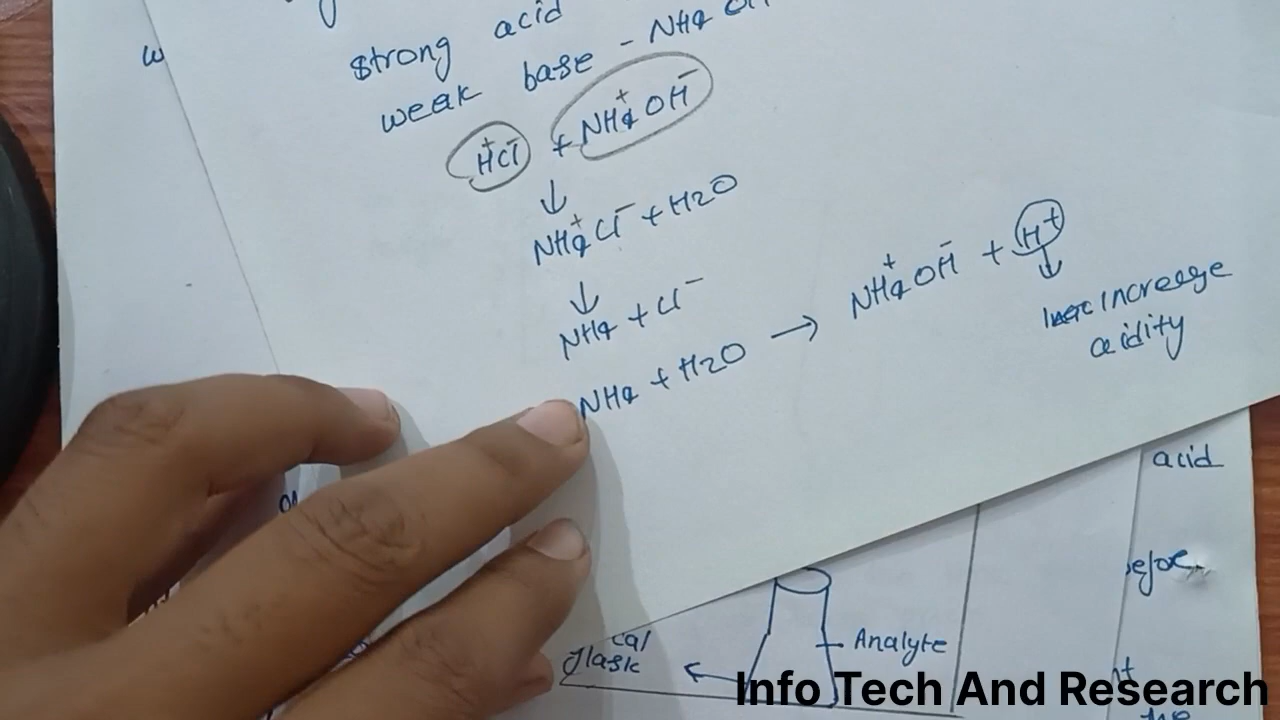 w
strong acid
weak base - NH4 OH
H+Cl- + NH4+ OH-
↓
NH4+ Cl- + H2O
↓
NH4 + Cl-
NH4 + H2O → NH4+ OH- + H+
↓
increase
acidity
acid
flask
Analyte
Info Tech And Research